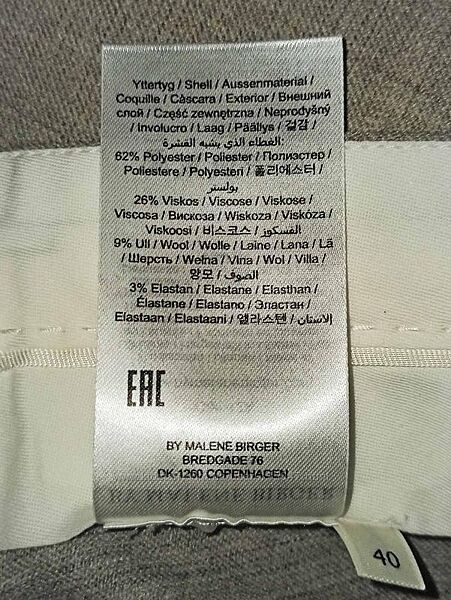 Yttertyg / Shell / Aussenmaterial /
Coquille / Càscara / Exterior / Внешний
слой / Część zewnętrzna / Neprodyšný
/ Involucro / Laag / Päällys / 겉감 /
الغطاء الذي يشبه القشرة:
62% Polyester / Poliester / Полиэстер /
Poliestere / Polyesteri / 폴리에스터 /
بوليستر
26% Viskos / Viscose / Viskose /
Viscosa / Вискоза / Wiskoza / Viskóza /
Viskoosi / 비스코스 / الفسكوز
9% Ull / Wool / Wolle / Laine / Lana / Lã
/ Шерсть / Wełna / Vlna / Wol / Villa /
양모 / الصوف
3% Elastan / Elastane / Elasthan /
Élastane / Elastano / Эластан /
Elastaan / Elastaani / 엘라스탄 / الاستان
EAC
BY MALENE BIRGER
BREDGADE 76
DK-1260 COPENHAGEN
40